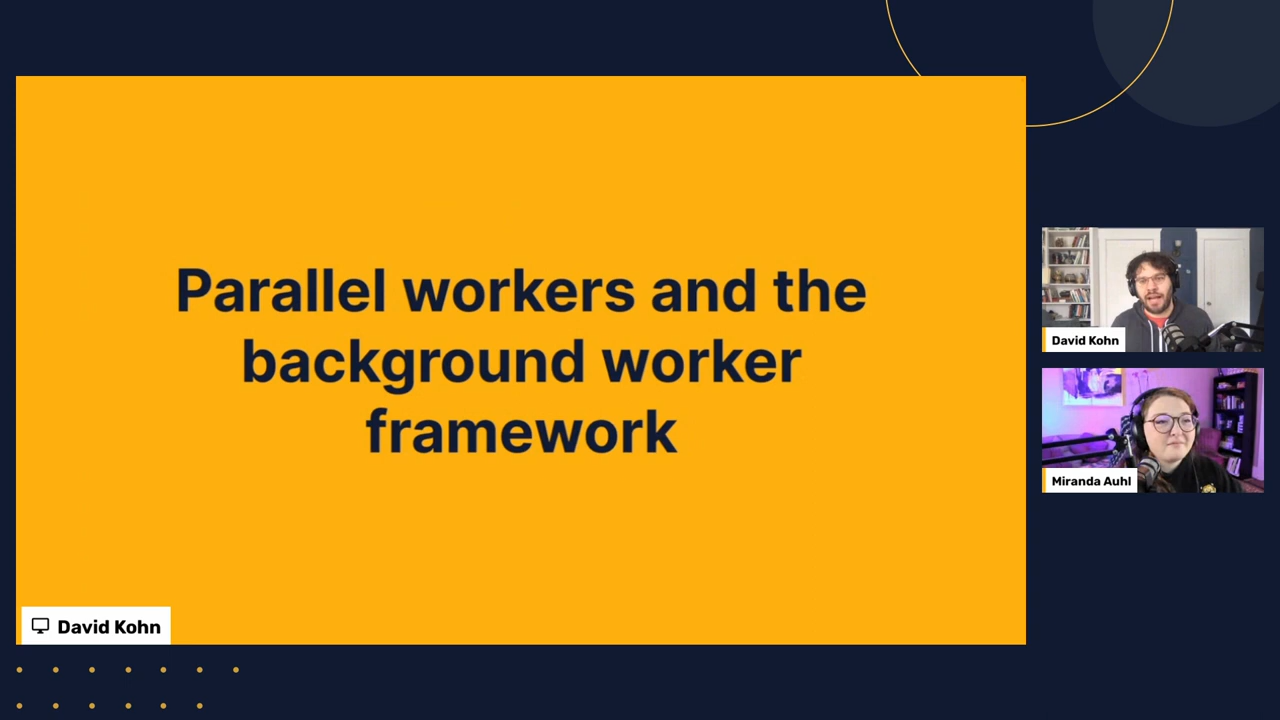 Parallel workers and the
background worker
framework
David Kohn
David Kohn
Miranda Auhl